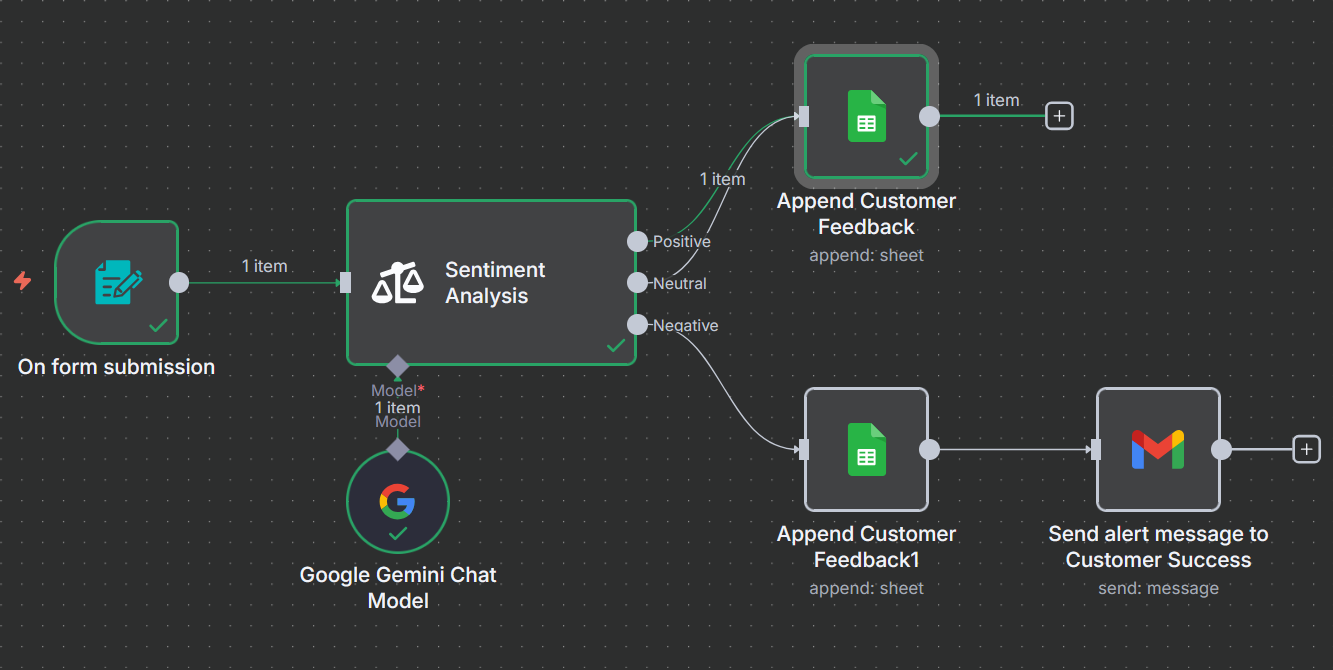 1 item
Append Customer
Feedback
append: sheet
1 item
On form submission
1 item
Sentiment
Analysis
Positive
Neutral
Negative
Model*
1 item
Model
Google Gemini Chat
Model
Append Customer
Feedback1
append: sheet
Send alert message to
Customer Success
send: message